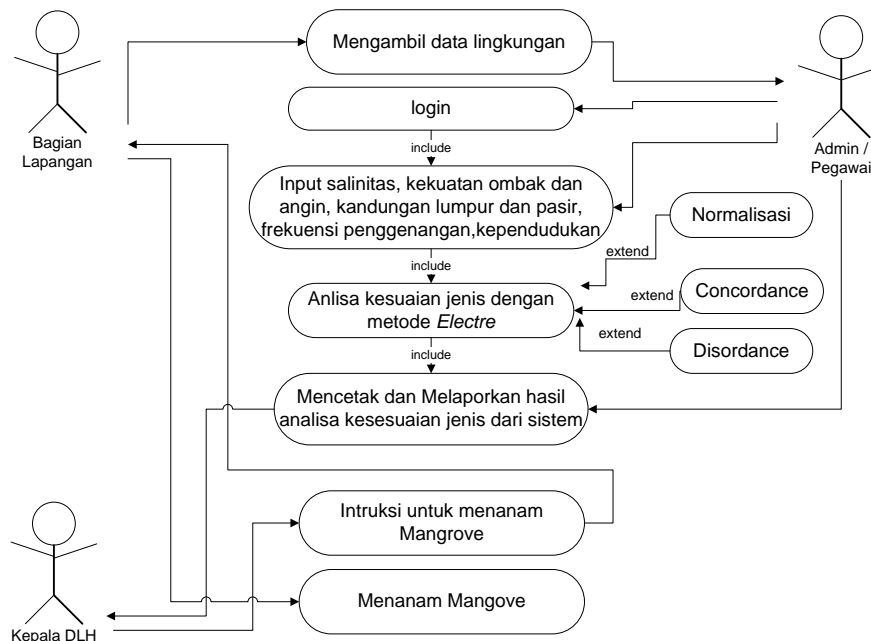 Mengambil data lingkungan
login
include
Bagian
Lapangan
Admin /
Pegawai
Input salinitas, kekuatan ombak dan
angin, kandungan lumpur dan pasir,
frekuensi penggenangan,kependudukan
Normalisasi
include
extend
Anlisa kesuaian jenis dengan
metode Electre
extend
Concordance
extend
Disordance
include
Mencetak dan Melaporkan hasil
analisa kesesuaian jenis dari sistem
Intruksi untuk menanam
Mangrove
Menanam Mangove
Kepala DLH